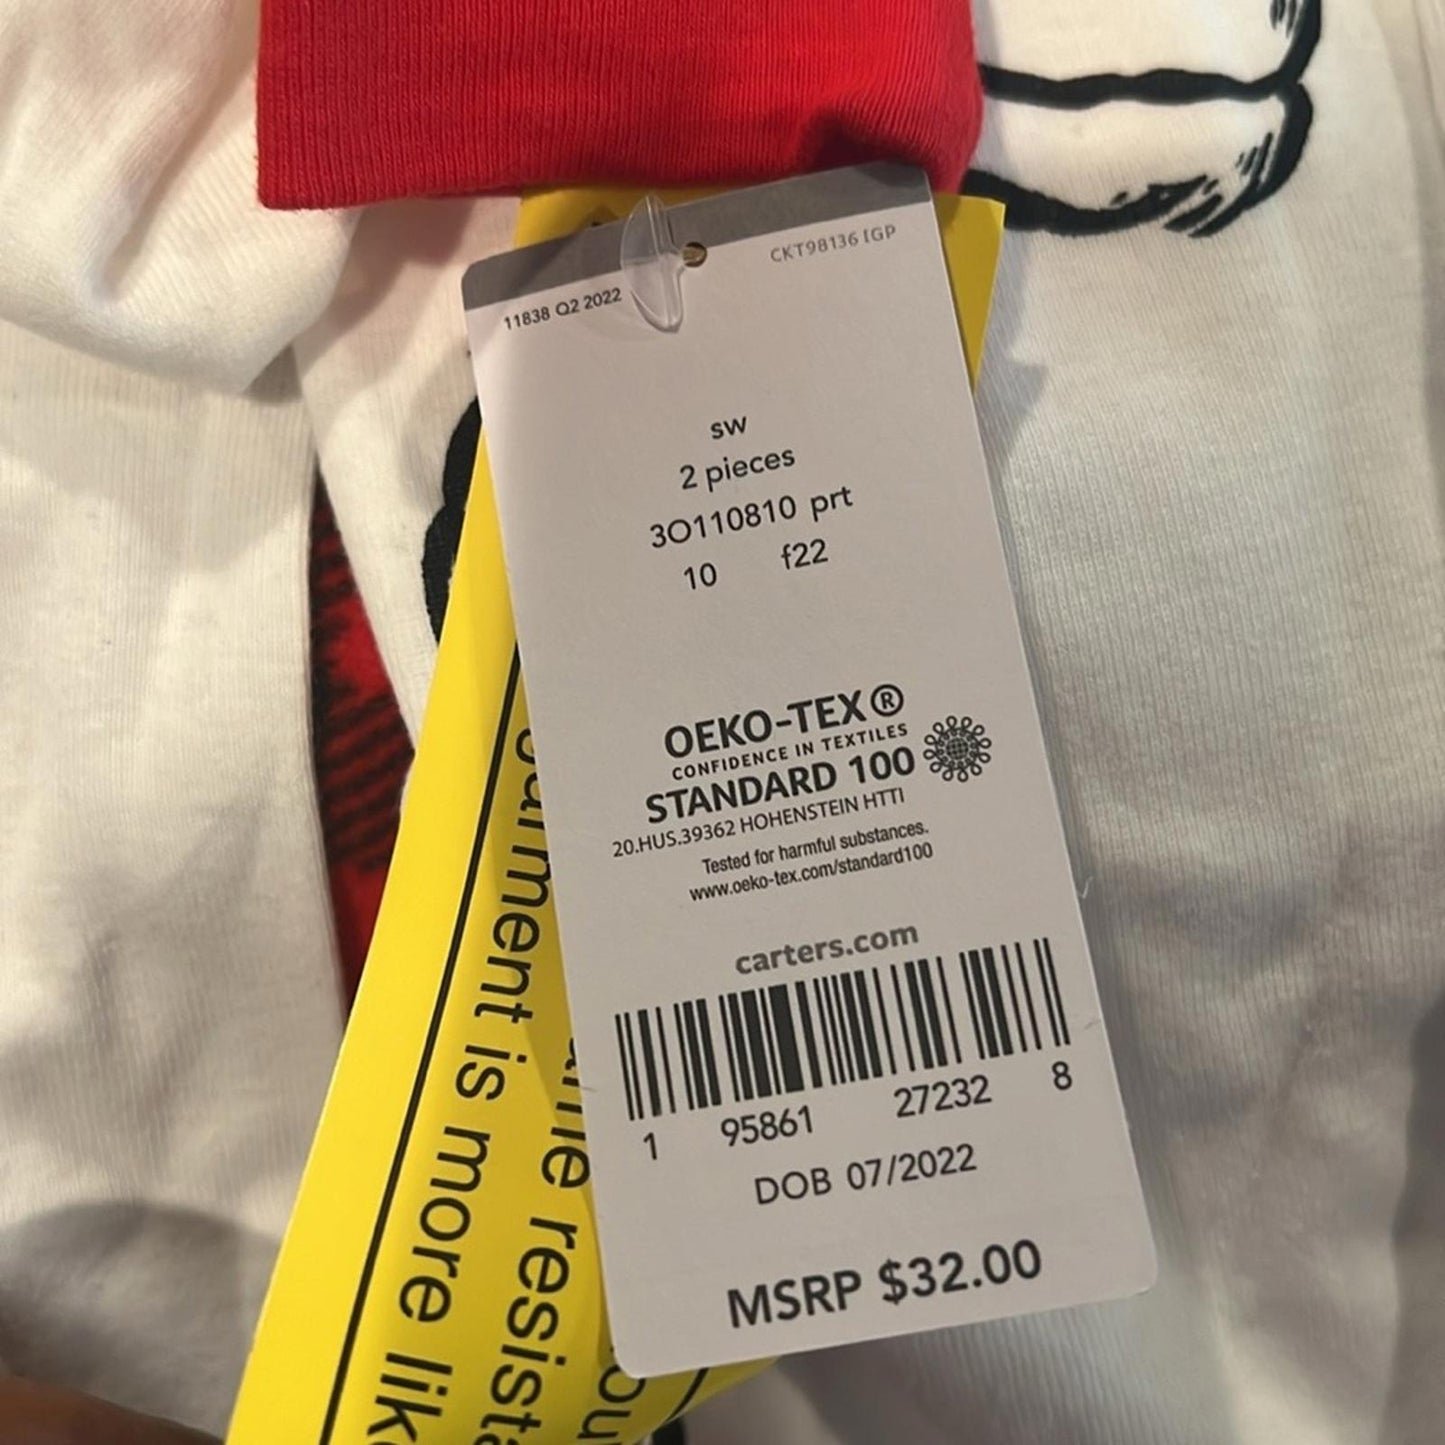 CKT98136 IGP
11838 Q2 2022
sw
2 pieces
3O110810 prt
10 f22
OEKO-TEX®
CONFIDENCE IN TEXTILES
STANDARD 100
20.HUS.39362 HOHENSTEIN HTTI
Tested for harmful substances.
www.oeko-tex.com/standard100
carters.com
1 95861 27232 8
DOB 07/2022
MSRP $32.00
garment is more lik